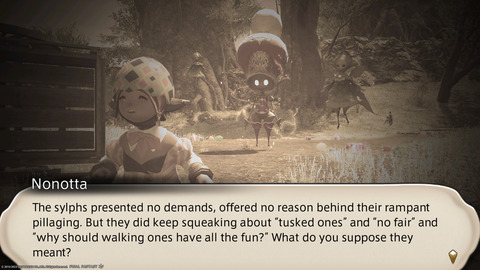 Nonotta
The sylphs presented no demands, offered no reason behind their rampant
pillaging. But they did keep squeaking about "tusked ones" and "no fair" and
"why should walking ones have all the fun?" What do you suppose they
meant?